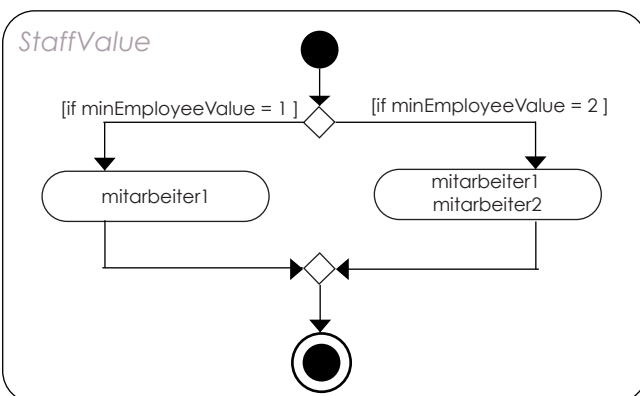 StaffValue
[if minEmployeeValue = 1 ]
[if minEmployeeValue = 2 ]
mitarbeiter1
mitarbeiter1
mitarbeiter2